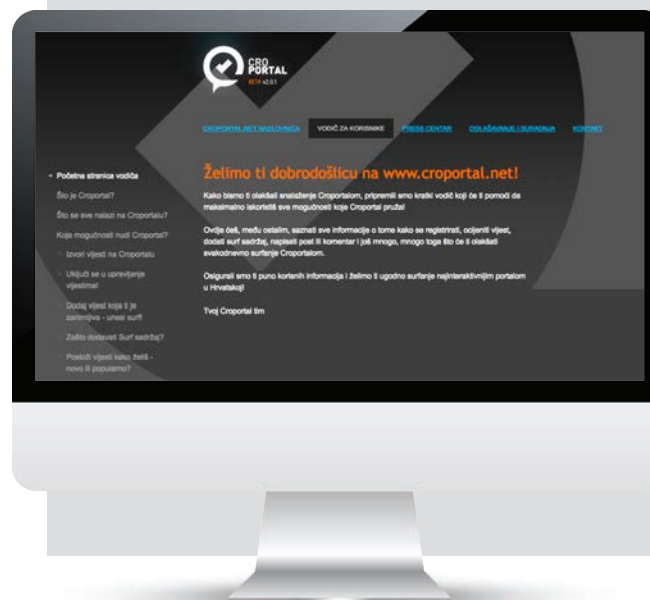 CRO
PORTAL
BETA v2.0.1
CROPORTAL.NET NASLOVNICA VODIČ ZA KORISNIKE PRESS CENTAR OGLAŠAVANJE I SURADNJA KONTAKT
Početna stranica vodiča
Što je Croportal?
Što se sve nalazi na Croportalu?
Koje mogućnosti nudi Croportal?
Izvori vijesti na Croportalu
Uključi se u upravljanje
vijestima!
Dodaj vijest koja ti je
zanimljiva - unesi surf!
Zašto dodavati Surf sadržaj?
Posloži vijesti kako želiš -
novo ili popularno?
Želimo ti dobrodošlicu na www.croportal.net!
Kako bismo ti olakšali snalaženje Croportalom, pripremili smo kratki vodič koji će ti pomoći da
maksimalno iskoristiš sve mogućnosti koje Croportal pruža!
Ovdje ćeš, među ostalim, saznati sve informacije o tome kako se registrirati, ocijeniti vijest,
dodati surf sadržaj, napisati post ili komentar i još mnogo, mnogo toga što će ti olakšati
svakodnevno surfanje Croportalom.
Osigurali smo ti puno korisnih informacija i želimo ti ugodno surfanje najinteraktivnijim portalom
u Hrvatskoj!
Tvoj Croportal tim